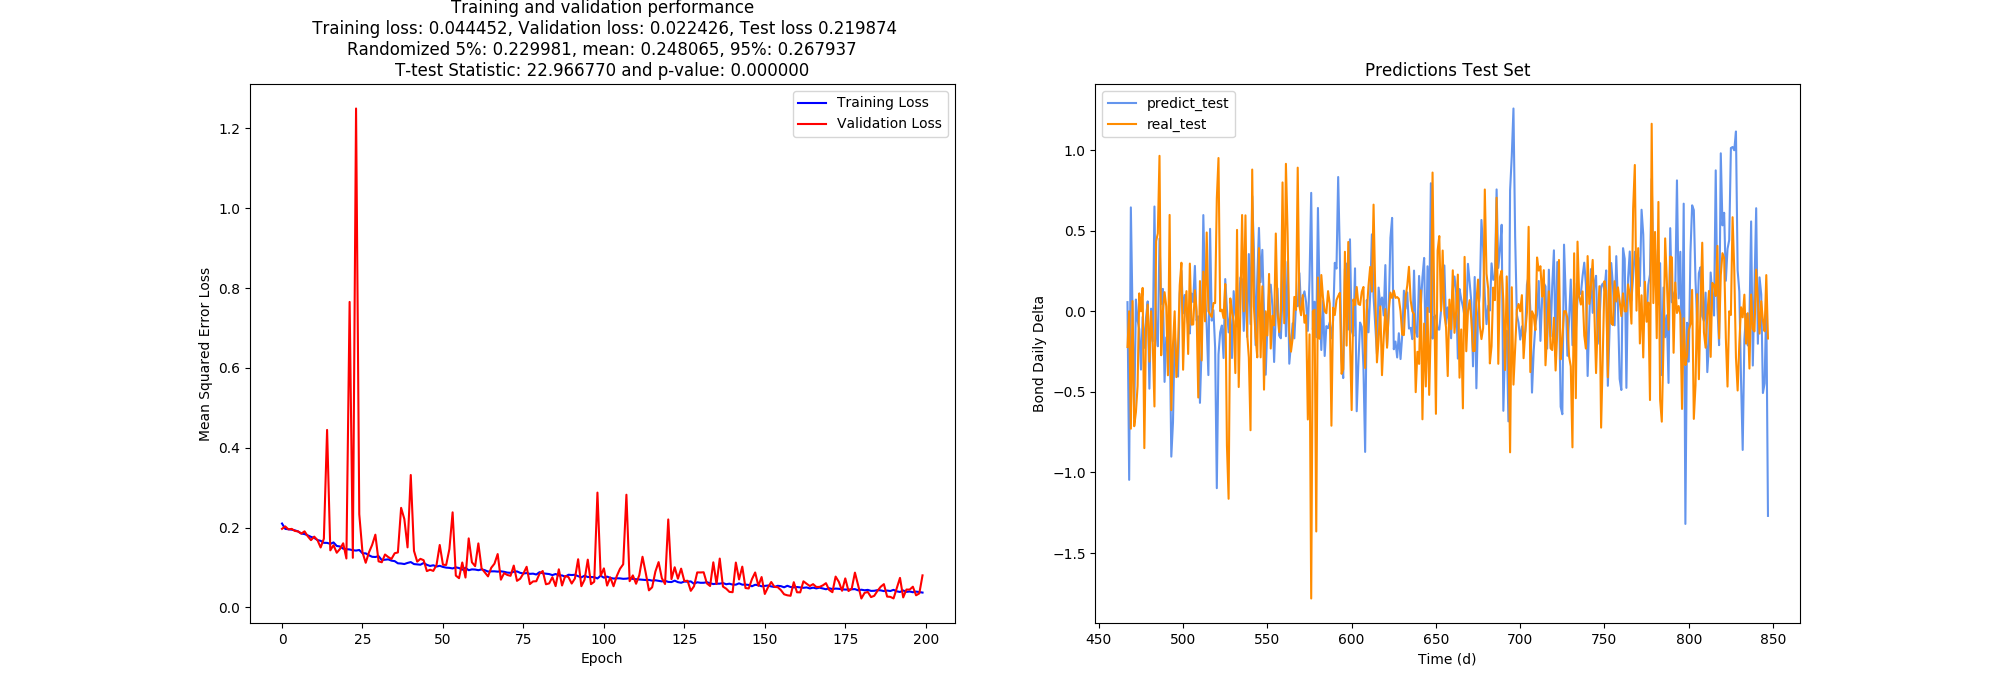 Training and validation performance
Training loss: 0.044452, Validation loss: 0.022426, Test loss 0.219874
Randomized 5%: 0.229981, mean: 0.248065, 95%: 0.267937
T-test Statistic: 22.966770 and p-value: 0.000000
Training Loss
Validation Loss
Mean Squared Error Loss
1.2
1.0
0.8
0.6
0.4
0.2
0.0
0 25 50 75 100 125 150 175 200
Epoch
Predictions Test Set
predict_test
real_test
Bond Daily Delta
1.0
0.5
0.0
−0.5
−1.0
−1.5
450 500 550 600 650 700 750 800 850
Time (d)